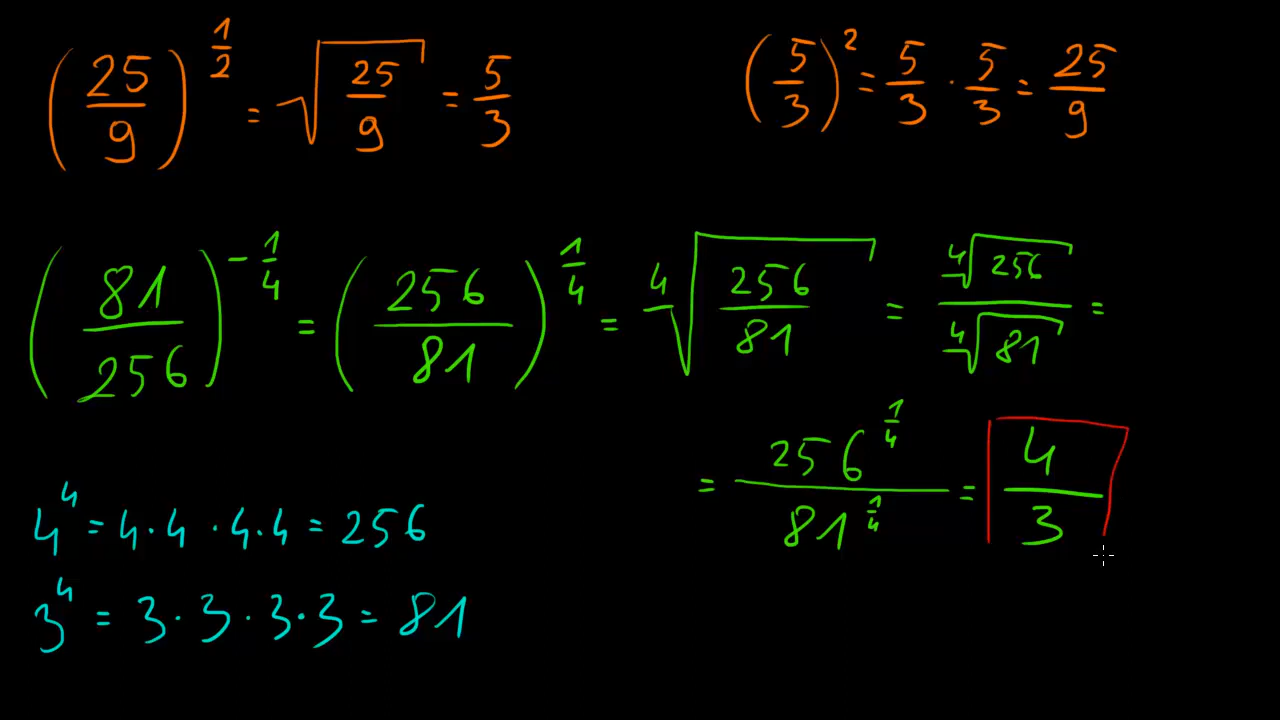 (25/9)^(1/2) = √(25/9) = 5/3
(5/3)^2 = 5/3 · 5/3 = 25/9
(81/256)^(-1/4) = (256/81)^(1/4) = ⁴√(256/81) = ⁴√256/⁴√81 =
= 256^(1/4)/81^(1/4) = 4/3
4^4 = 4·4·4·4 = 256
3^4 = 3·3·3·3 = 81